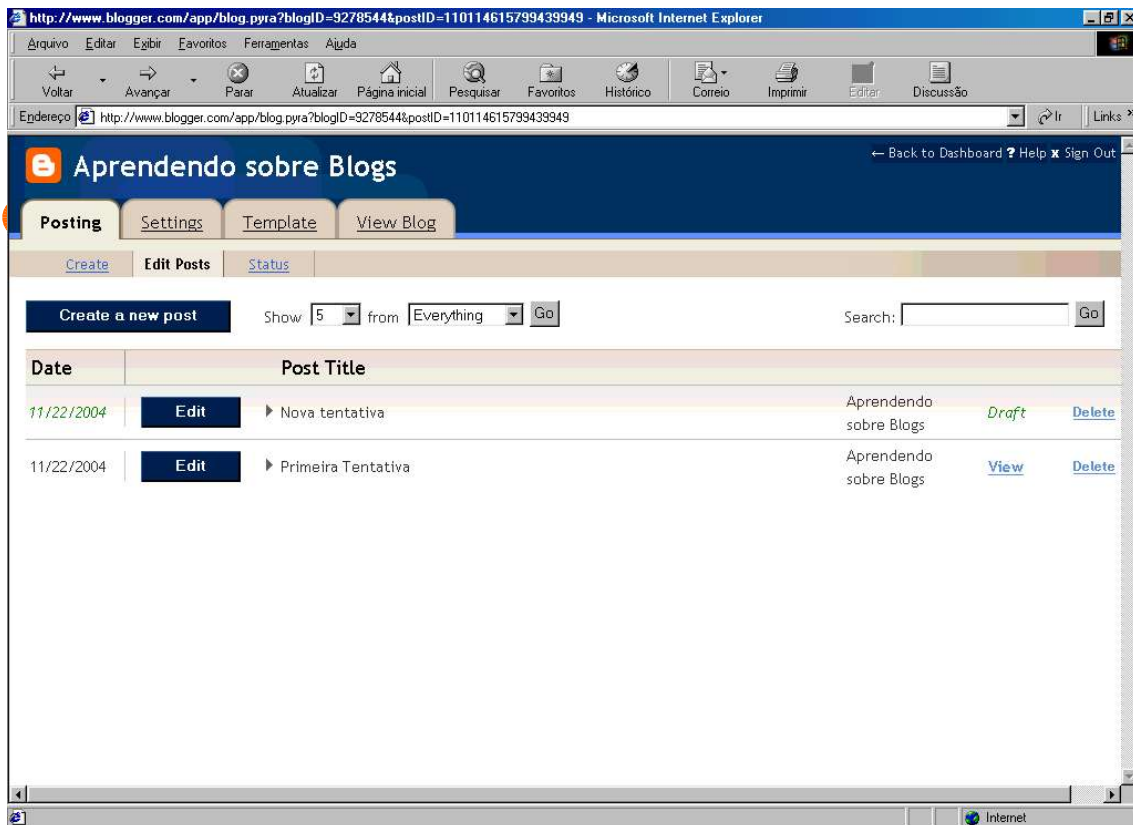 http://www.blogger.com/app/blog.pyra?blogID=9278544&postID=110114615799439949 - Microsoft Internet Explorer
Arquivo Editar Exibir Favoritos Ferramentas Ajuda
Voltar Avançar Parar Atualizar Página inicial Pesquisar Favoritos Histórico Correio Imprimir Editar Discussão
Endereço http://www.blogger.com/app/blog.pyra?blogID=9278544&postID=110114615799439949 Ir Links »
Aprendendo sobre Blogs
← Back to Dashboard ? Help x Sign Out
Posting Settings Template View Blog
Create Edit Posts Status
Create a new post Show 5 from Everything Go Search: Go
Date Post Title
11/22/2004 Edit Nova tentativa Aprendendo sobre Blogs Draft Delete
11/22/2004 Edit Primeira Tentativa Aprendendo sobre Blogs View Delete
Internet